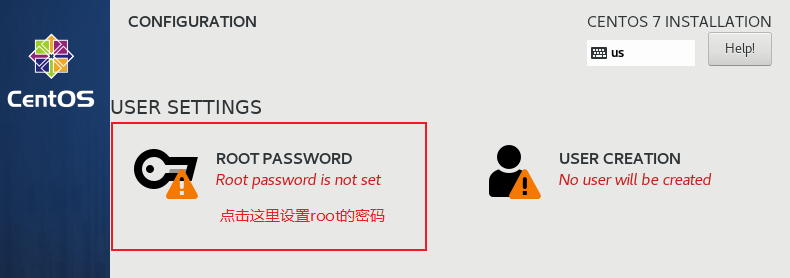 CONFIGURATION
CENTOS 7 INSTALLATION
us
Help!
CentOS
USER SETTINGS
ROOT PASSWORD
Root password is not set
点击这里设置root的密码
USER CREATION
No user will be created